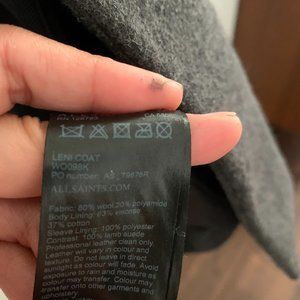 LENI COAT
WO098K
PO number:
ALLSAINTS.COM
Fabric: 80% wool 20% polyamide
Body Lining: 63% viscose
37% cotton
Sleeve Lining: 100% polyester
Contrast: 100% lamb suede
Professional leather clean only
Leather will vary in colour and
texture. Do not leave in direct
sunlight as colour will fade. Avoid
exposure to rain and moisture as
colour may transfer. Colour may
transfer onto other garments and
upholstery